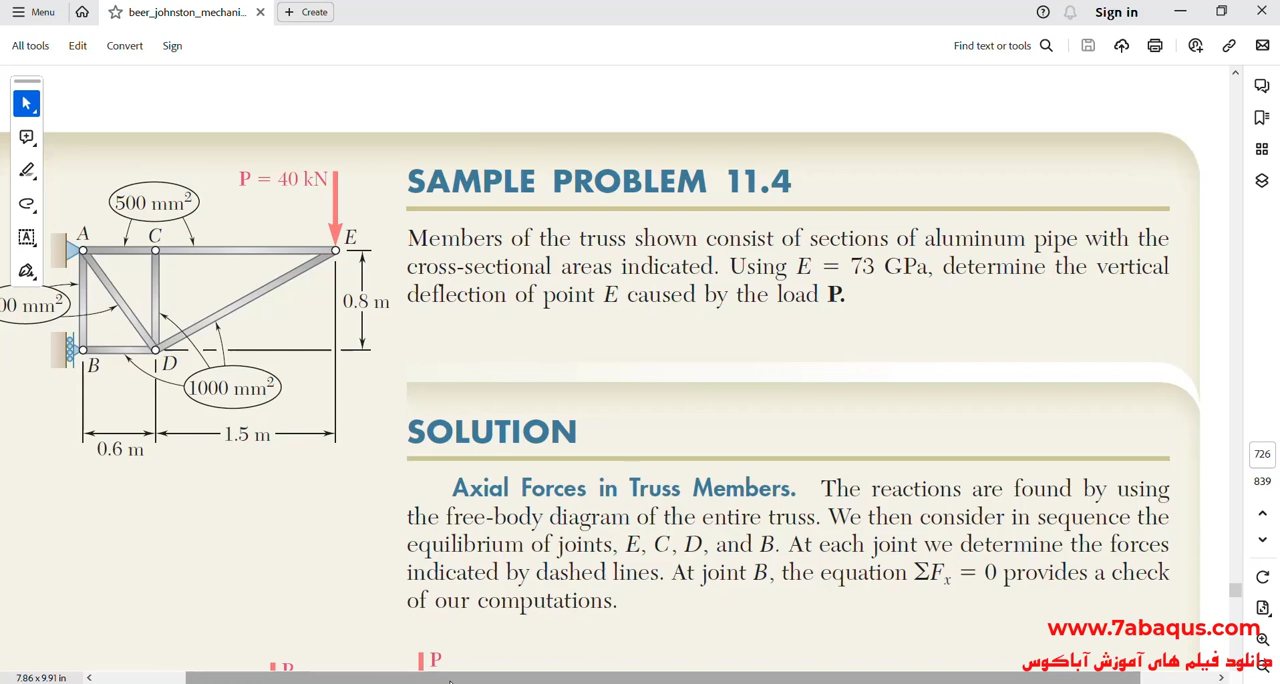 Menu
beer_johnston_mechani...
Create
Sign in
All tools
Edit
Convert
Sign
Find text or tools
P = 40 kN
500 mm²
A
C
E
00 mm²
0.8 m
B
D
1000 mm²
0.6 m
1.5 m
SAMPLE PROBLEM 11.4
Members of the truss shown consist of sections of aluminum pipe with the
cross-sectional areas indicated. Using E = 73 GPa, determine the vertical
deflection of point E caused by the load P.
SOLUTION
Axial Forces in Truss Members. The reactions are found by using
the free-body diagram of the entire truss. We then consider in sequence the
equilibrium of joints, E, C, D, and B. At each joint we determine the forces
indicated by dashed lines. At joint B, the equation ΣFx = 0 provides a check
of our computations.
P
P
726
839
www.7abaqus.com
دانلود فیلم های آموزش آباکوس
7.86 x 9.91 in